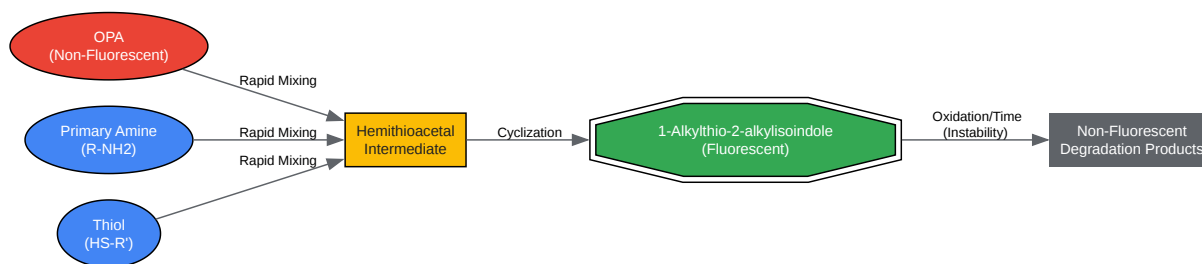 OPA
(Non-Fluorescent)
Rapid Mixing
Primary Amine
(R-NH2)
Rapid Mixing
Thiol
(HS-R')
Rapid Mixing
Hemithioacetal
Intermediate
Cyclization
1-Alkylthio-2-alkylisoindole
(Fluorescent)
Oxidation/Time
(Instability)
Non-Fluorescent
Degradation Products